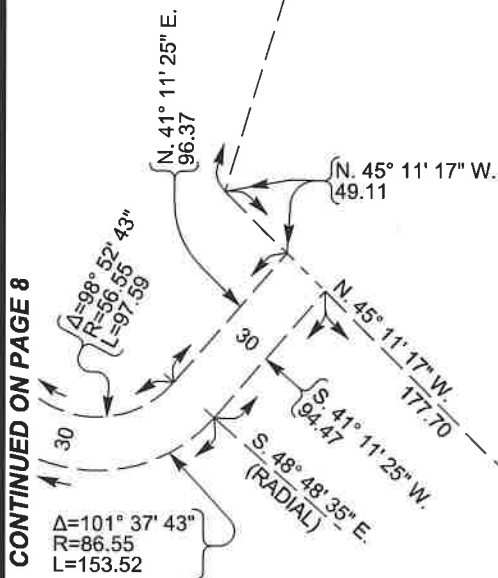 N. 41° 11' 25" E.
96.37
N. 45° 11' 17" W.
49.11
Δ=98° 52' 43"
R=56.55
L=97.59
CONTINUED ON PAGE 8
30
30
N. 45° 11' 17" W.
177.70
S. 41° 11' 25" W.
94.47
S. 48° 48' 35" E.
(RADIAL)
Δ=101° 37' 43"
R=86.55
L=153.52